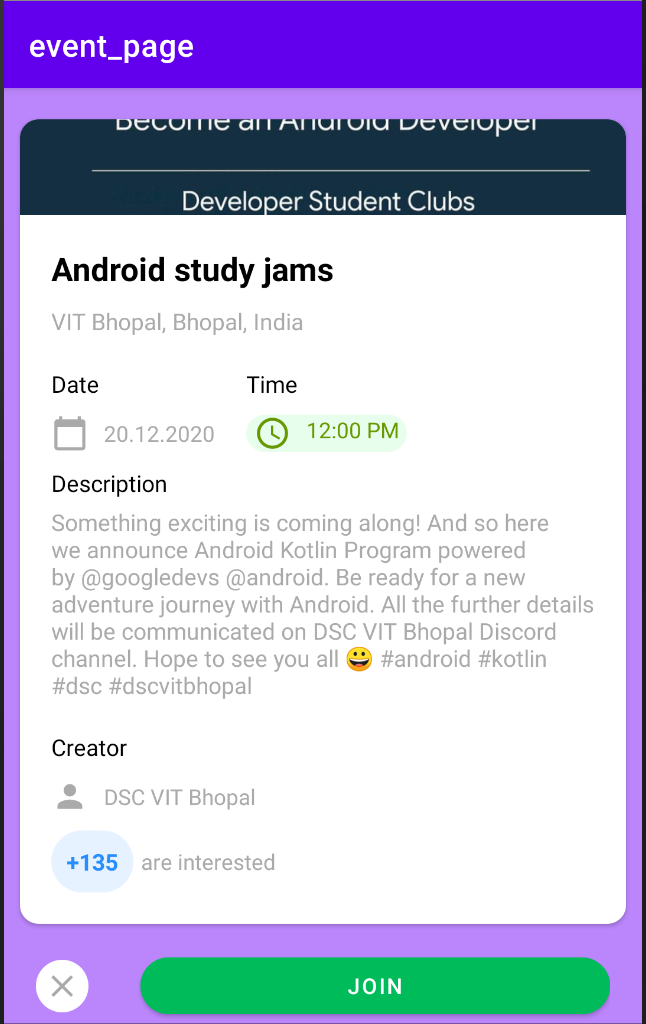 event_page
Become an Android Developer
Developer Student Clubs
Android study jams
VIT Bhopal, Bhopal, India
Date Time
20.12.2020 12:00 PM
Description
Something exciting is coming along! And so here
we announce Android Kotlin Program powered
by @googledevs @android. Be ready for a new
adventure journey with Android. All the further details
will be communicated on DSC VIT Bhopal Discord
channel. Hope to see you all 😀 #android #kotlin
#dsc #dscvitbhopal
Creator
DSC VIT Bhopal
+135 are interested
JOIN